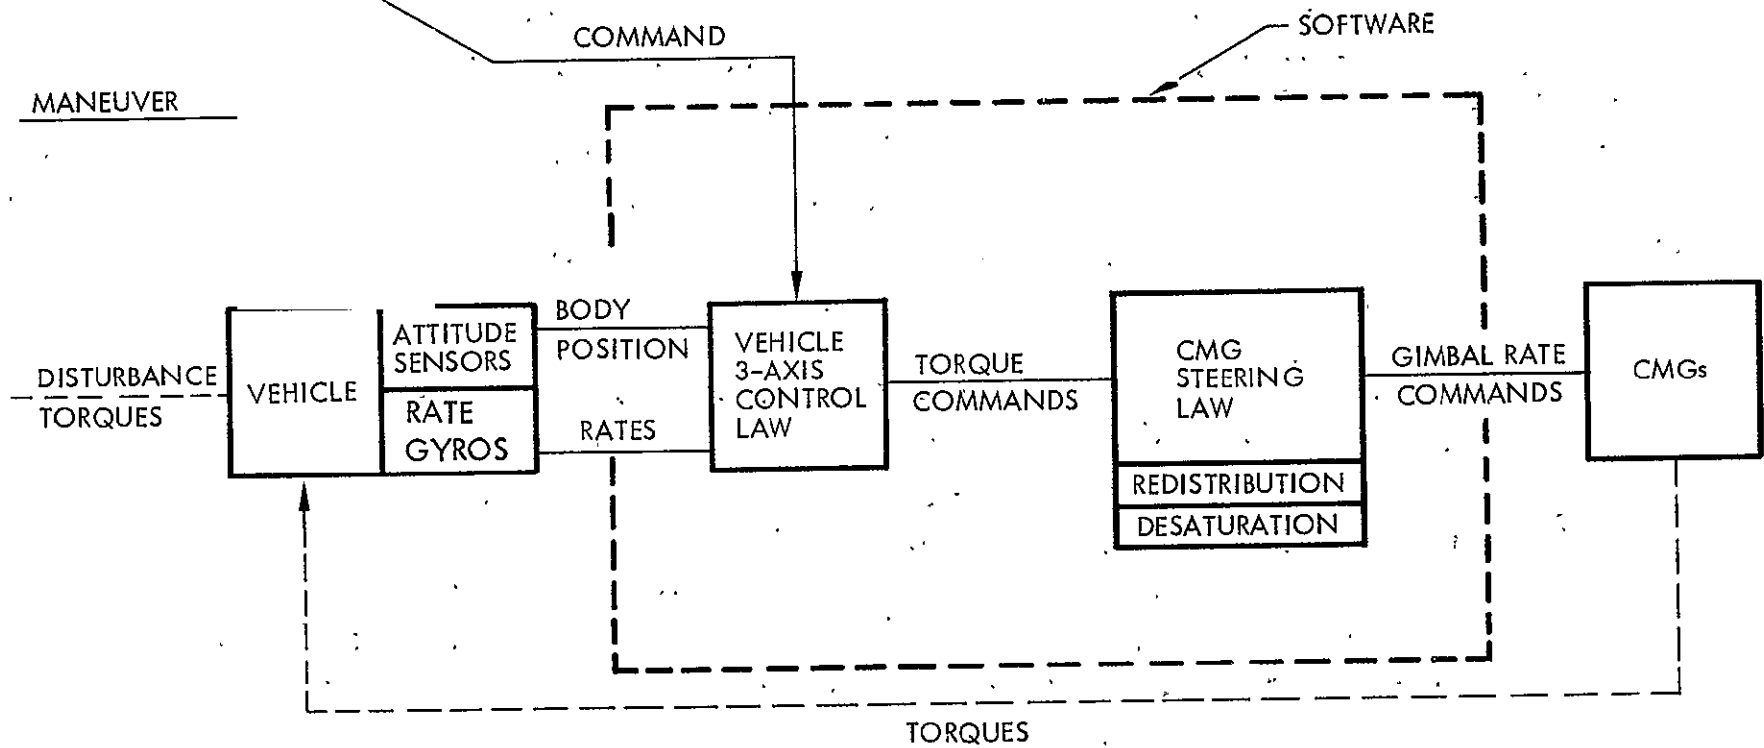 COMMAND
SOFTWARE
MANEUVER
DISTURBANCE
TORQUES
VEHICLE
ATTITUDE
SENSORS
RATE
GYROS
BODY
POSITION
RATES
VEHICLE
3-AXIS
CONTROL
LAW
TORQUE
COMMANDS
CMG
STEERING
LAW
REDISTRIBUTION
DESATURATION
GIMBAL RATE
COMMANDS
CMGs
TORQUES